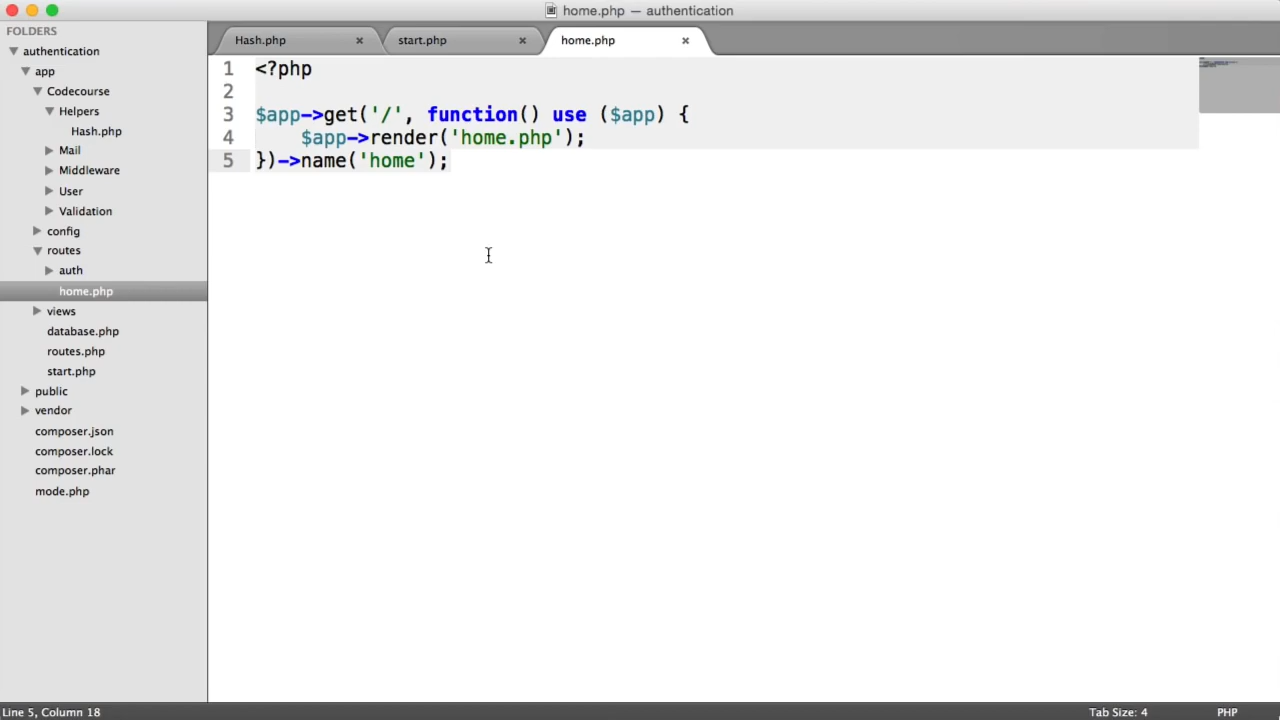 home.php — authentication
FOLDERS
authentication
app
Codecourse
Helpers
Hash.php
Mail
Middleware
User
Validation
config
routes
auth
home.php
views
database.php
routes.php
start.php
public
vendor
composer.json
composer.lock
composer.phar
mode.php
Hash.php
start.php
home.php
1 <?php
2
3 $app->get('/', function() use ($app) {
4     $app->render('home.php');
5 })->name('home');
Line 5, Column 18
Tab Size: 4
PHP